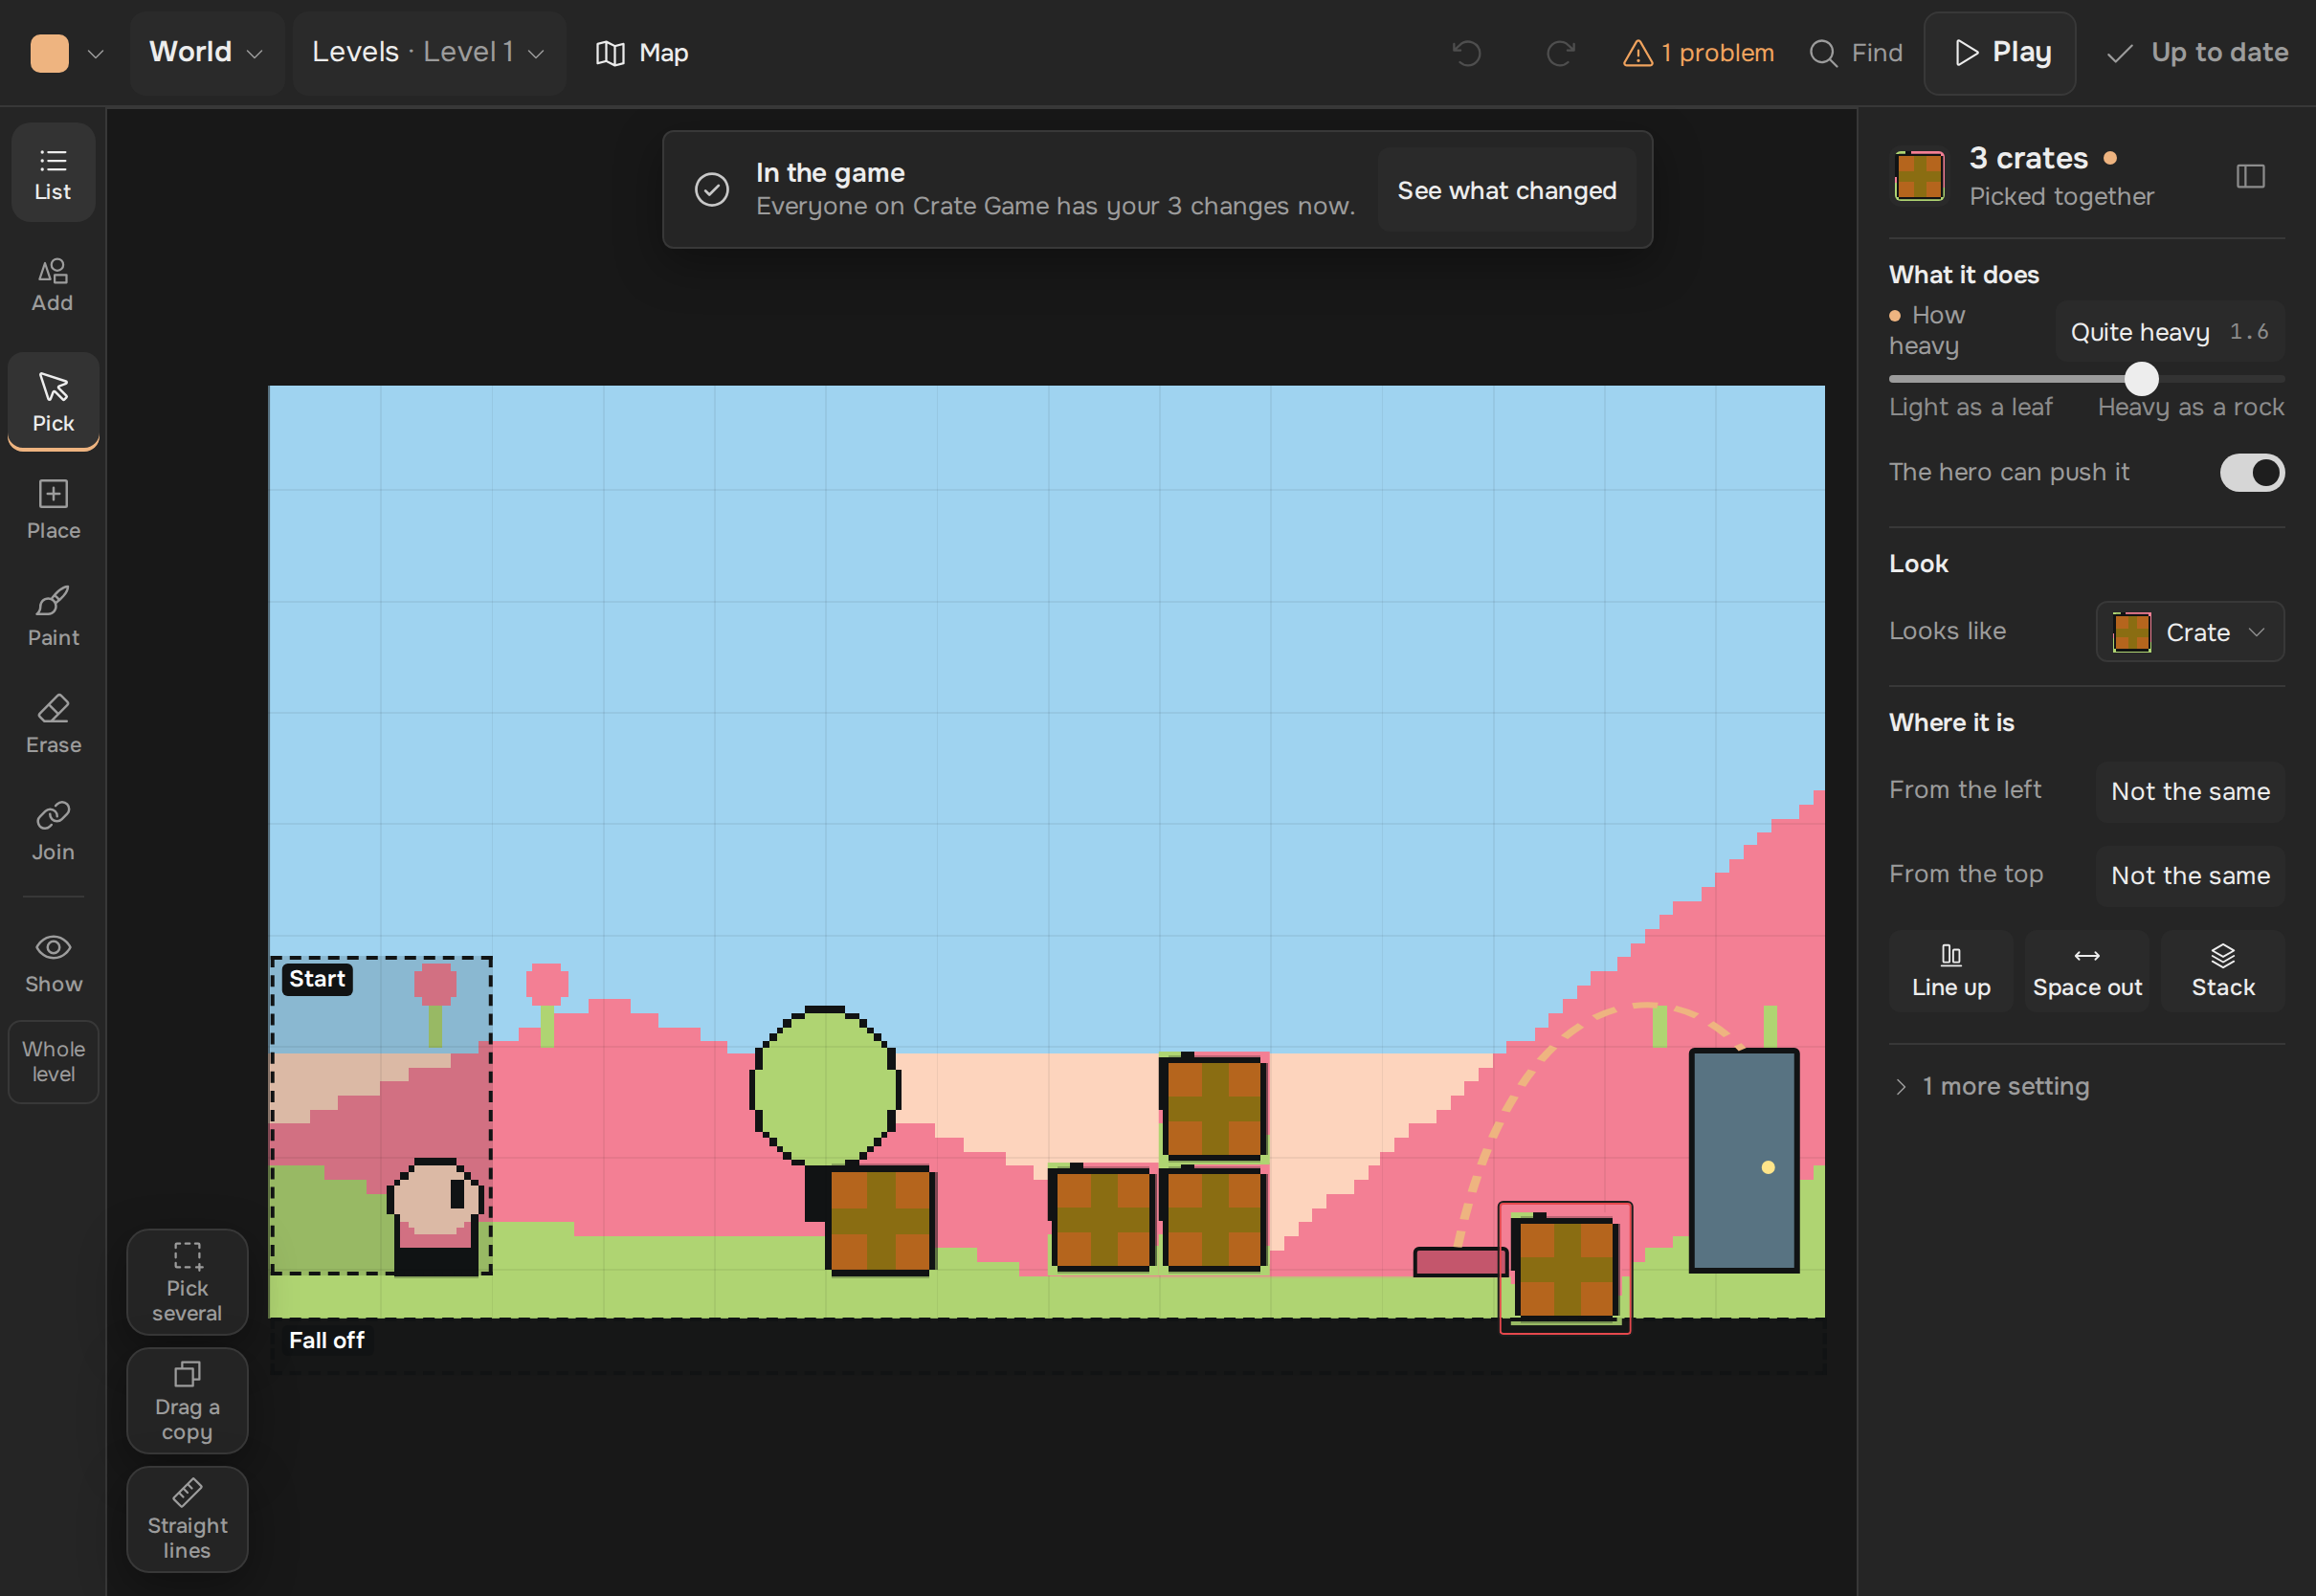 World
Levels · Level 1
Map
1 problem
Find
Play
Up to date
List
Add
Pick
Place
Paint
Erase
Join
Show
Whole
level
In the game
Everyone on Crate Game has your 3 changes now.
See what changed
Start
Fall off
Pick
several
Drag a
copy
Straight
lines
3 crates
Picked together
What it does
How
heavy
Quite heavy 1.6
Light as a leaf
Heavy as a rock
The hero can push it
Look
Looks like
Crate
Where it is
From the left
Not the same
From the top
Not the same
Line up
Space out
Stack
1 more setting